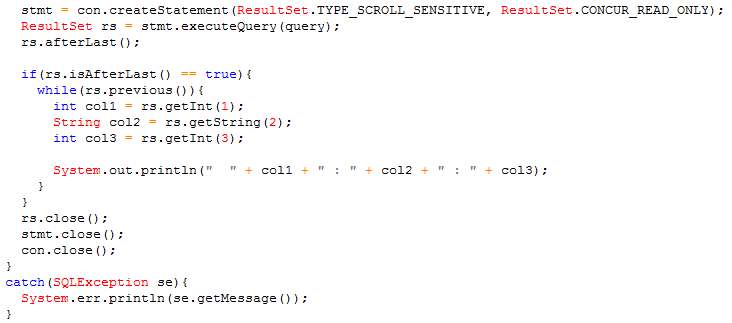 stmt = con.createStatement(ResultSet.TYPE_SCROLL_SENSITIVE, ResultSet.CONCUR_READ_ONLY);
ResultSet rs = stmt.executeQuery(query);
rs.afterLast();

if(rs.isAfterLast() == true){
while(rs.previous()){
int col1 = rs.getInt(1);
String col2 = rs.getString(2);
int col3 = rs.getInt(3);

System.out.println("  " + col1 + " : " + col2 + " : " + col3);
}
}
rs.close();
stmt.close();
con.close();
}
catch(SQLException se){
System.err.println(se.getMessage());
}